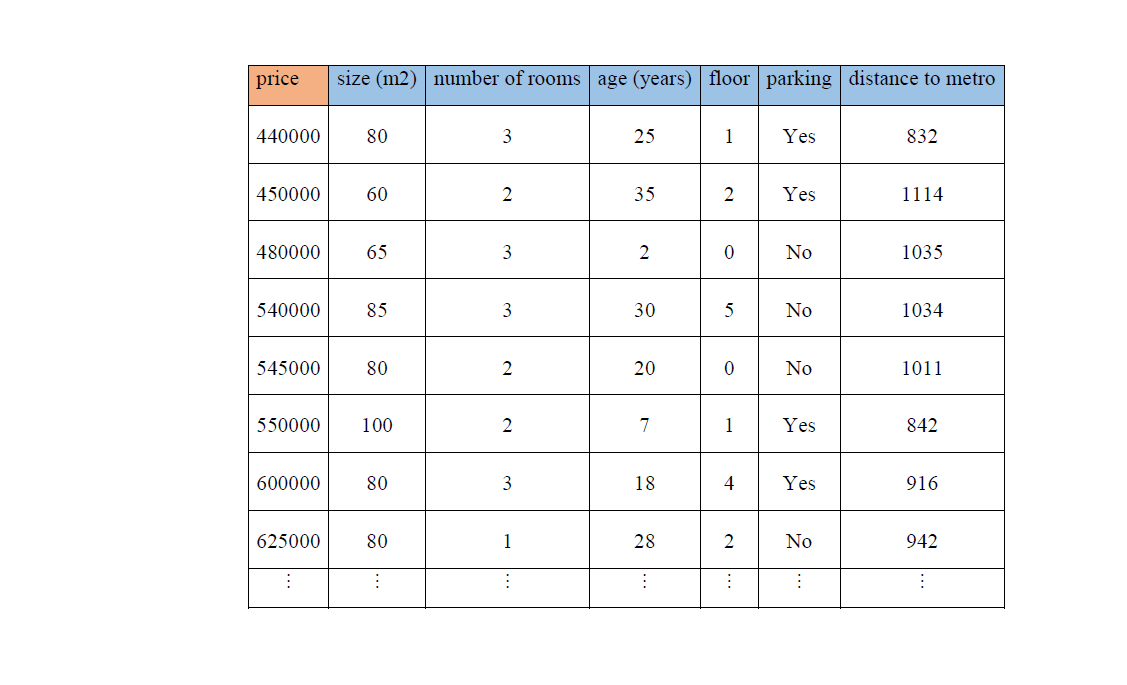 price size (m2) number of rooms age (years) floor parking distance to metro
440000 80 3 25 1 Yes 832
450000 60 2 35 2 Yes 1114
480000 65 3 2 0 No 1035
540000 85 3 30 5 No 1034
545000 80 2 20 0 No 1011
550000 100 2 7 1 Yes 842
600000 80 3 18 4 Yes 916
625000 80 1 28 2 No 942
⋮ ⋮ ⋮ ⋮ ⋮ ⋮ ⋮